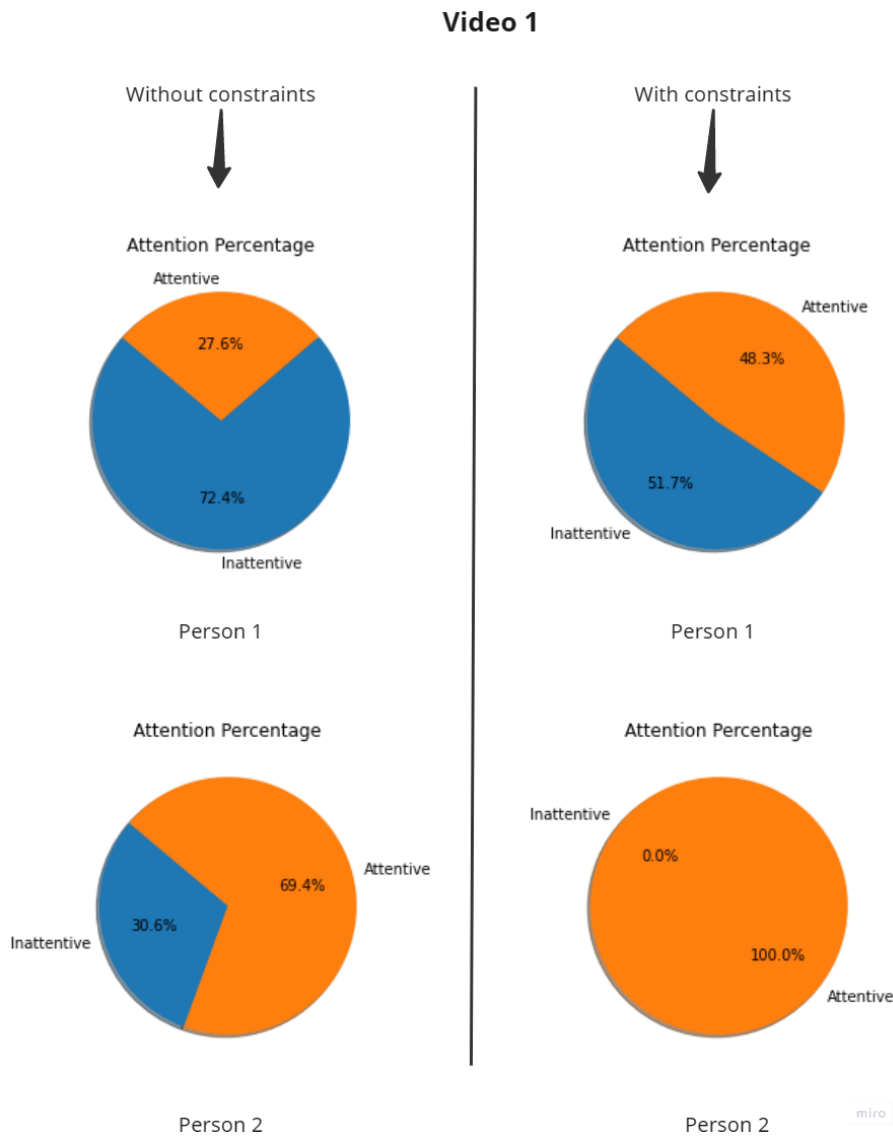 Video 1
Without constraints
With constraints
Attention Percentage
Attentive
27.6%
72.4%
Inattentive
Person 1
Attention Percentage
Attentive
48.3%
51.7%
Inattentive
Person 1
Attention Percentage
69.4%
Attentive
30.6%
Inattentive
Person 2
Attention Percentage
Inattentive
0.0%
100.0%
Attentive
Person 2
miro